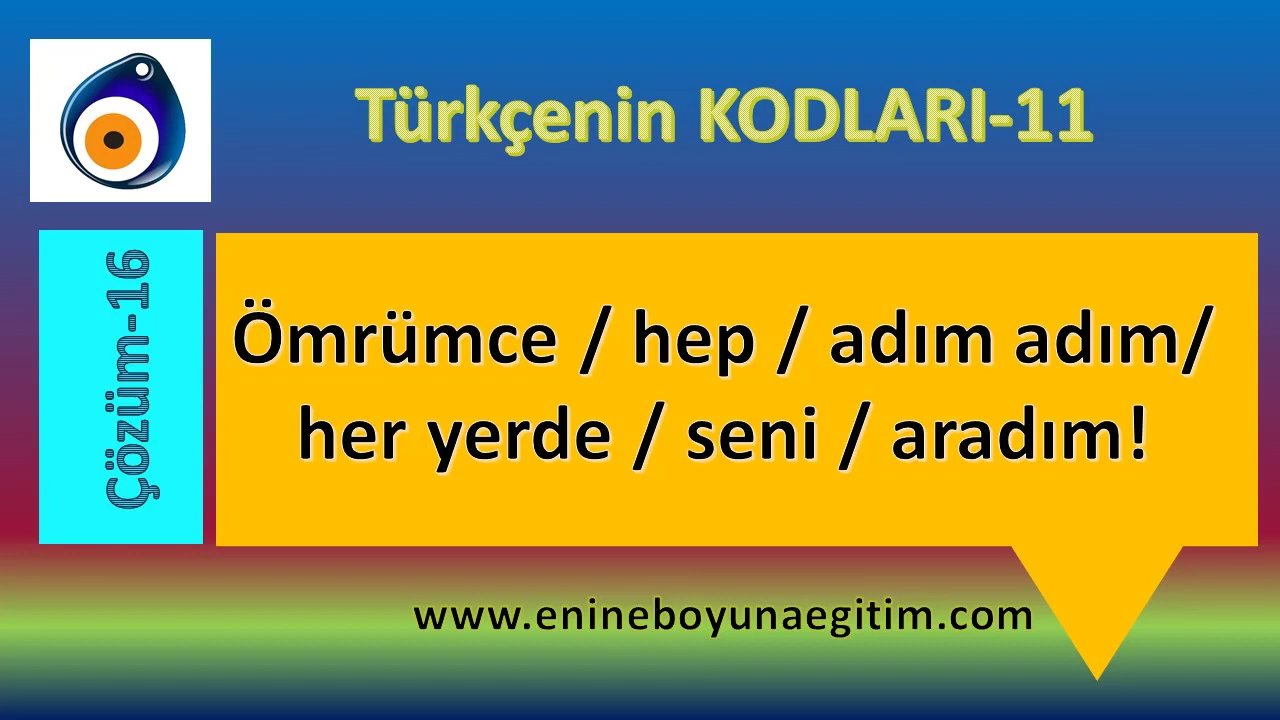 Türkçenin KODLARI-11
Çözüm-16
Ömrümce / hep / adım adım/
her yerde / seni / aradım!
www.enineboyunaegitim.com